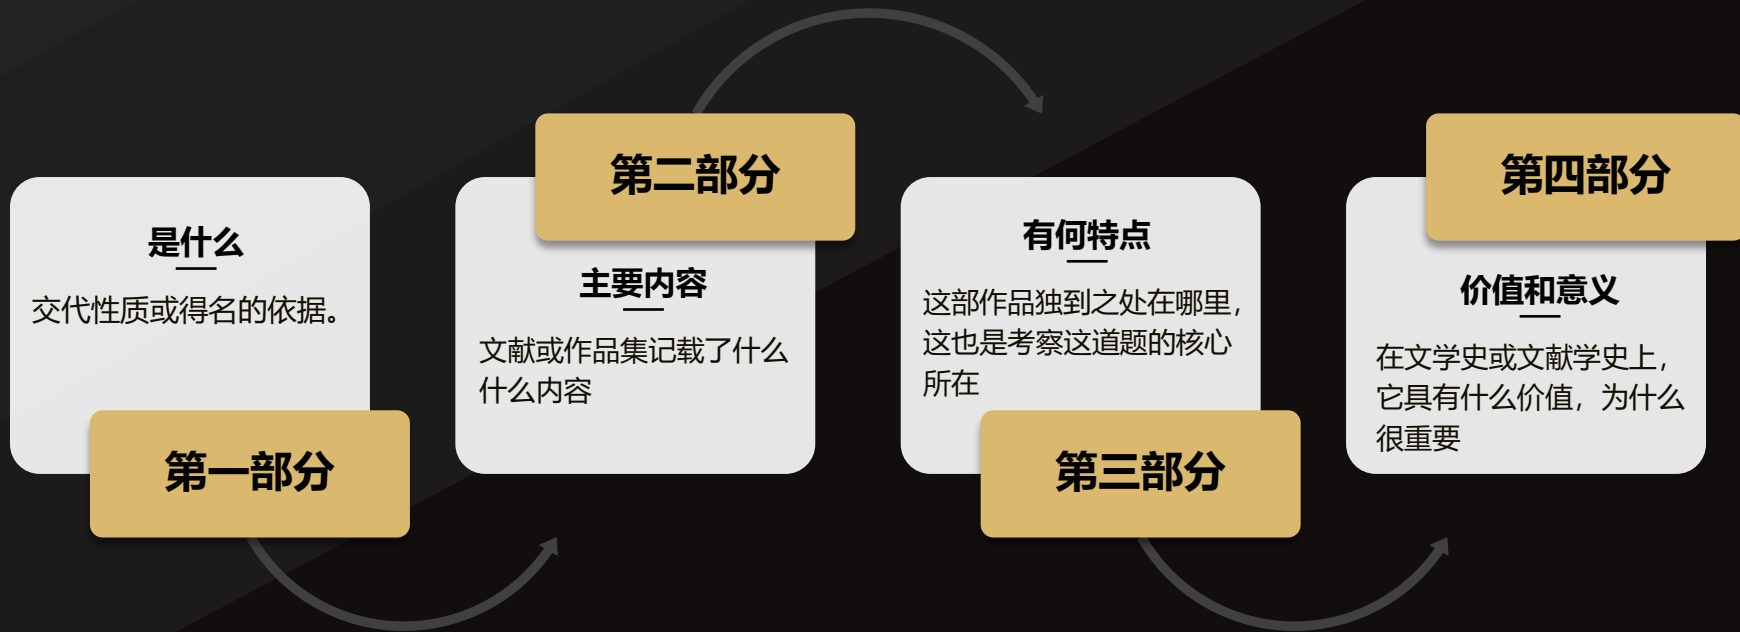 是什么
交代性质或得名的依据。
第一部分
第二部分
主要内容
文献或作品集记载了什么
什么内容
有何特点
这部作品独到之处在哪里，
这也是考察这道题的核心
所在
第三部分
第四部分
价值和意义
在文学史或文献学史上，
它具有什么价值，为什么
很重要